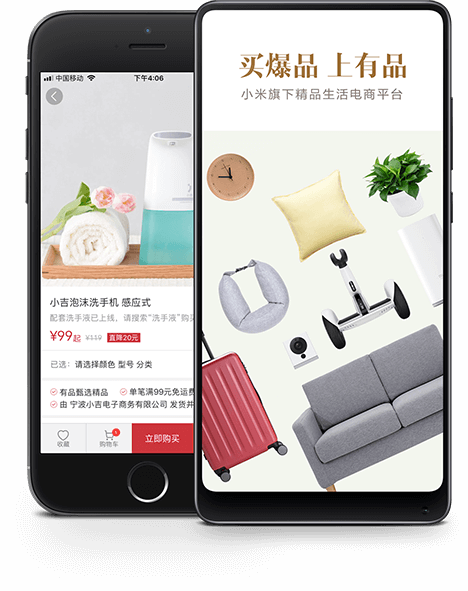 中国移动
下午4:06
小吉泡沫洗手机 感应式
配套洗手液已上线，请搜索“洗手液”购买
¥99起 ¥119 直降20元
已选：请选择颜色 型号 分类
有品甄选精品 单笔满99元免运费
由 宁波小吉电子商务有限公司 发货并
收藏
购物车
1
立即购买
买爆品 上有品
小米旗下精品生活电商平台